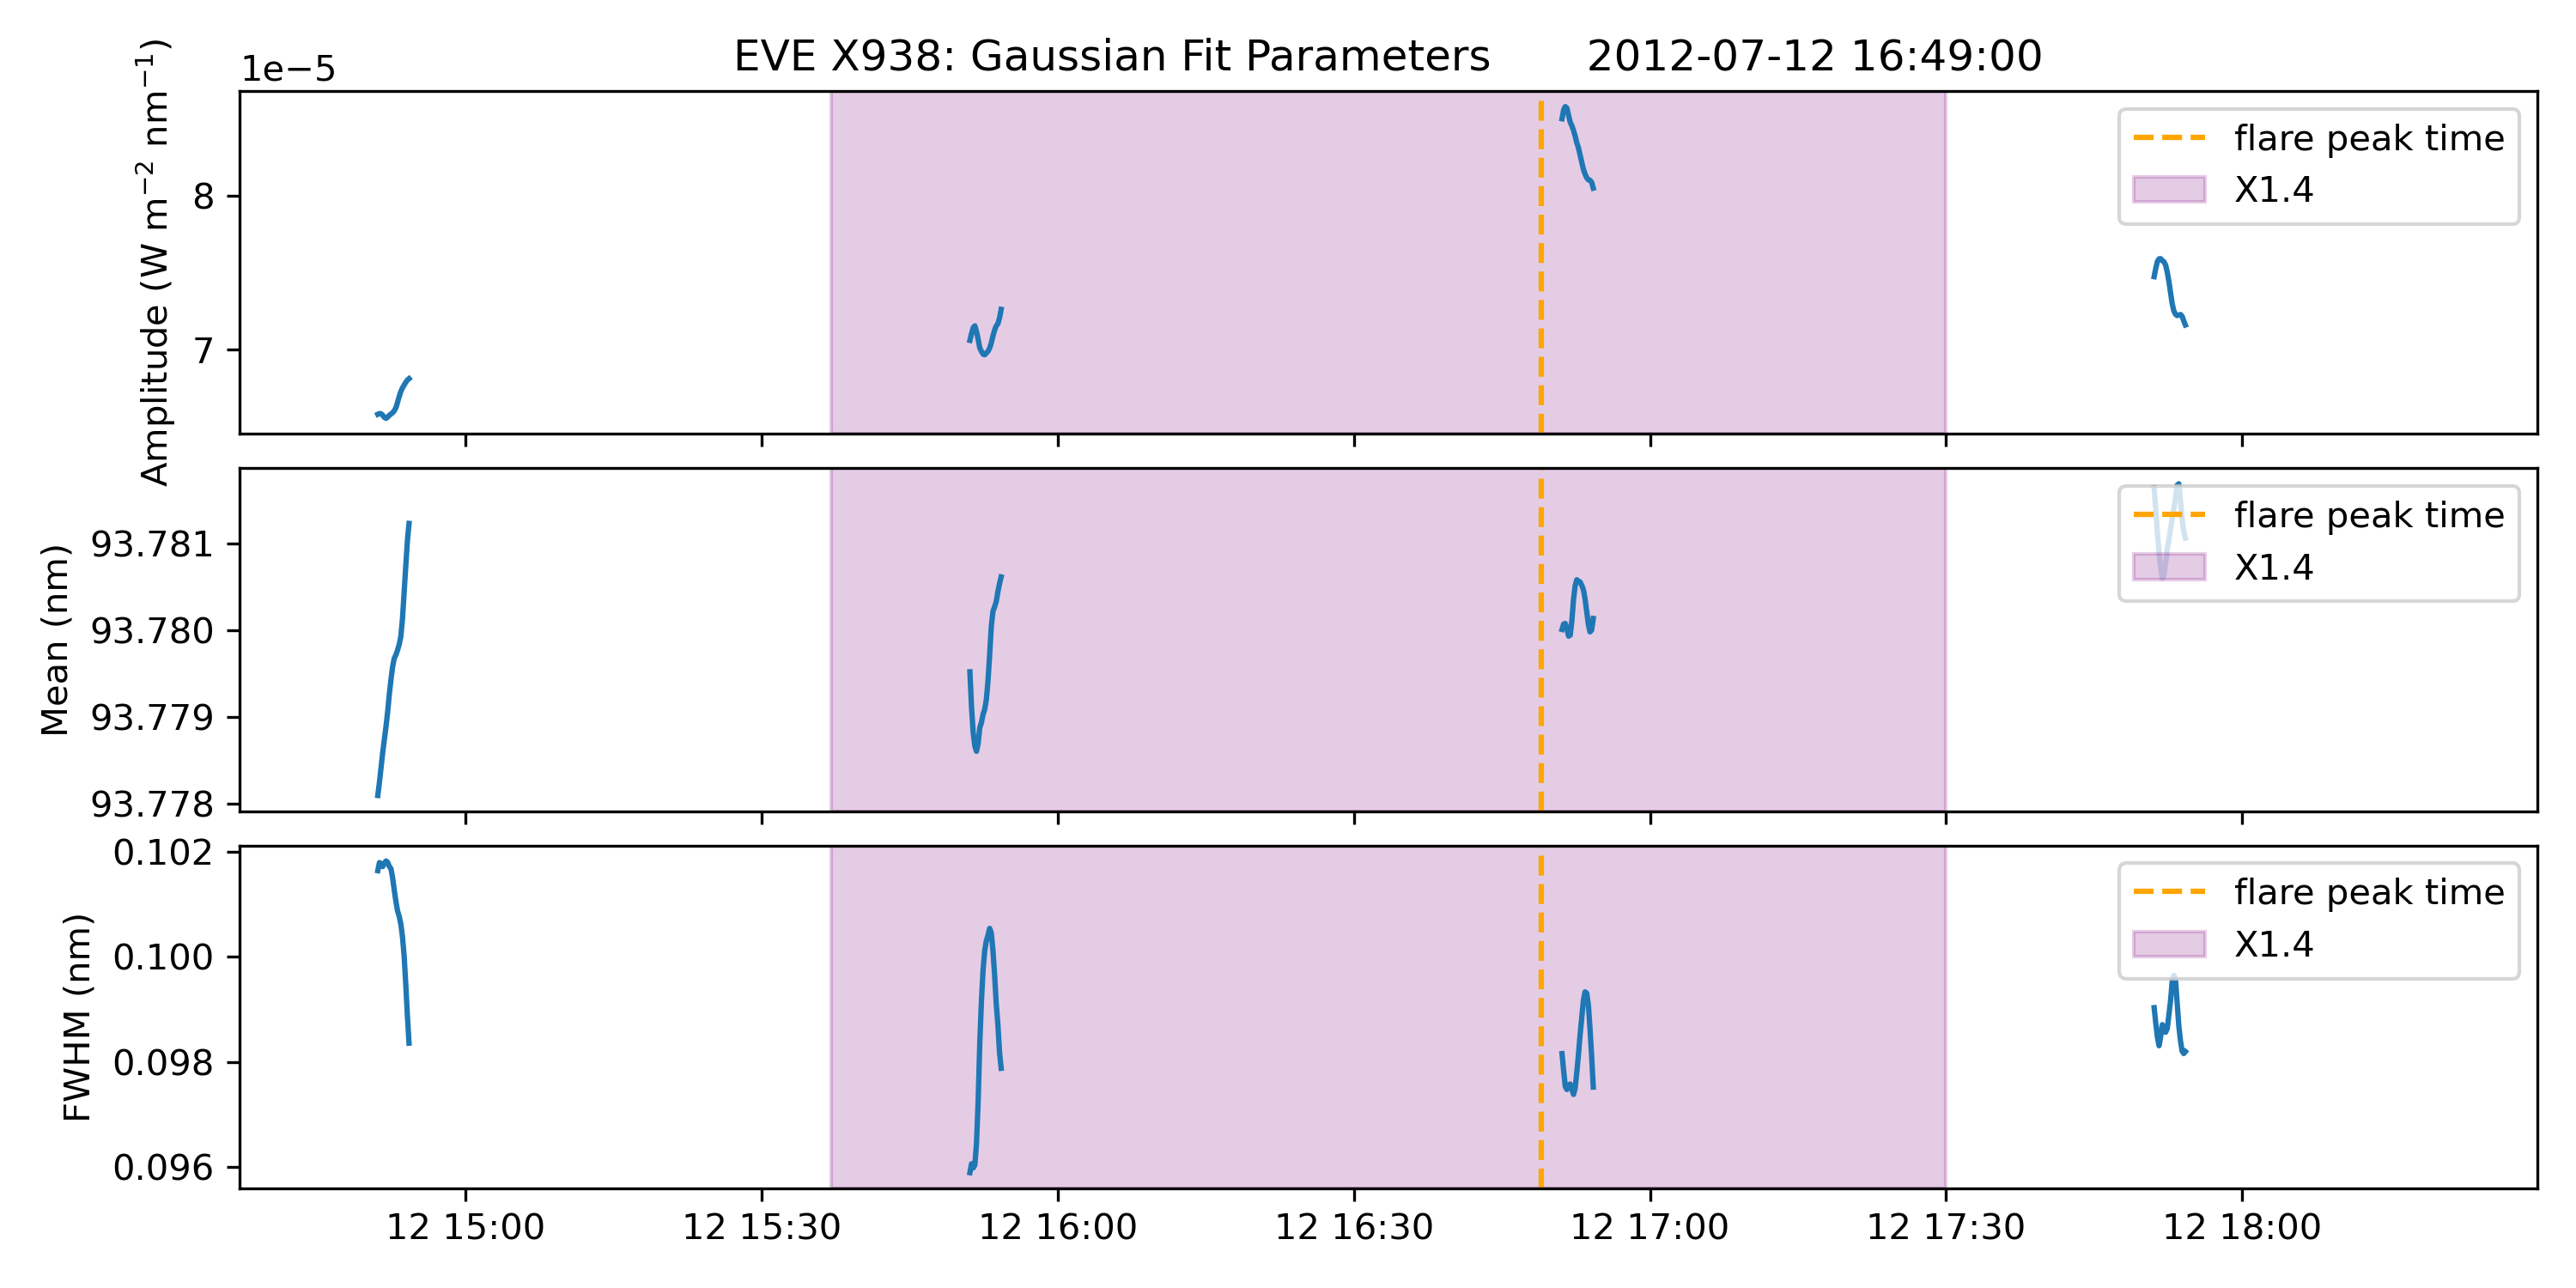 EVE X938: Gaussian Fit Parameters 2012-07-12 16:49:00
1e−5
Amplitude (W m⁻² nm⁻¹)
8
7
flare peak time
X1.4
Mean (nm)
93.781
93.780
93.779
93.778
flare peak time
X1.4
FWHM (nm)
0.102
0.100
0.098
0.096
flare peak time
X1.4
12 15:00 12 15:30 12 16:00 12 16:30 12 17:00 12 17:30 12 18:00